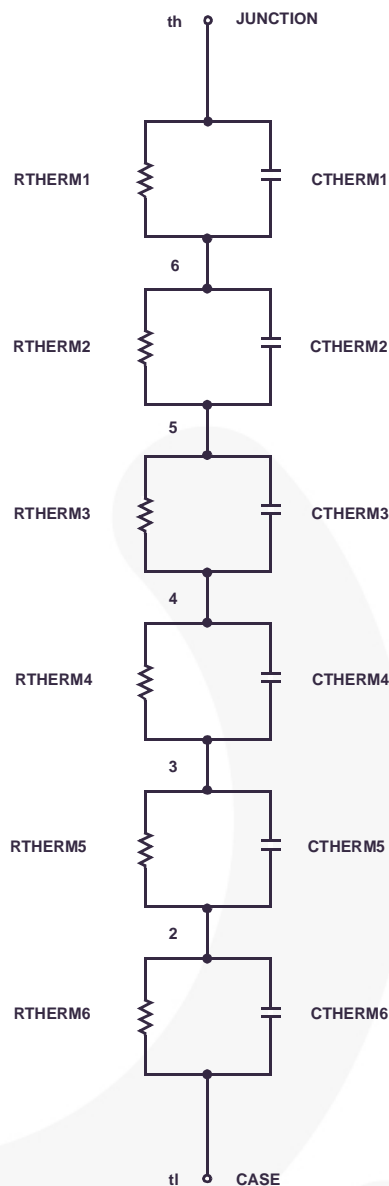 th JUNCTION
RTHERM1 CTHERM1
6
RTHERM2 CTHERM2
5
RTHERM3 CTHERM3
4
RTHERM4 CTHERM4
3
RTHERM5 CTHERM5
2
RTHERM6 CTHERM6
tl CASE